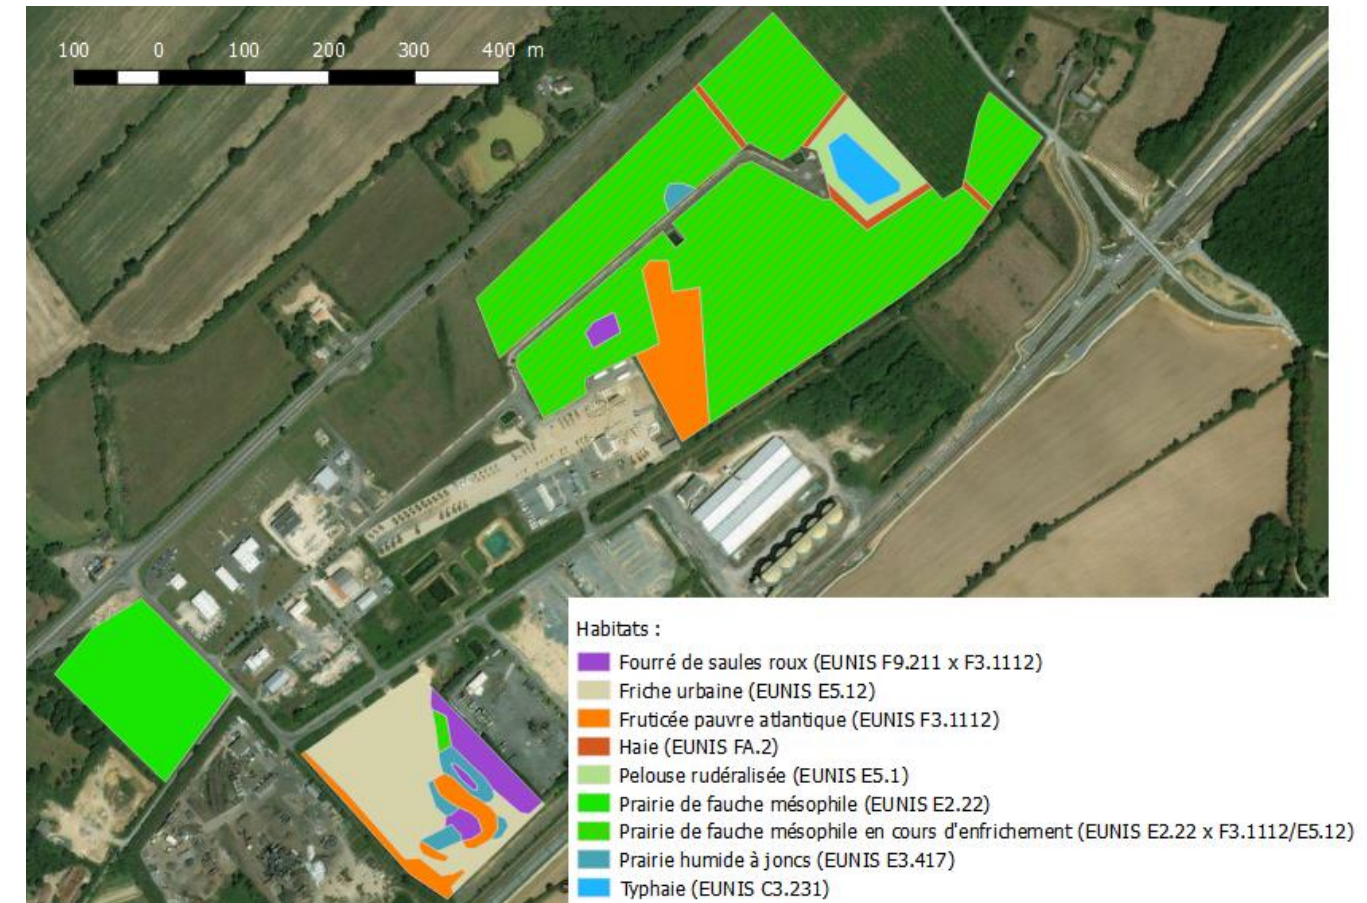 100 0 100 200 300 400 m
Habitats :
Fourré de saules roux (EUNIS F9.211 x F3.1112)
Friche urbaine (EUNIS E5.12)
Fruticée pauvre atlantique (EUNIS F3.1112)
Haie (EUNIS FA.2)
Pelouse rudéralisée (EUNIS E5.1)
Prairie de fauche mésophile (EUNIS E2.22)
Prairie de fauche mésophile en cours d'enfrichement (EUNIS E2.22 x F3.1112/E5.12)
Prairie humide à joncs (EUNIS E3.417)
Typhaie (EUNIS C3.231)